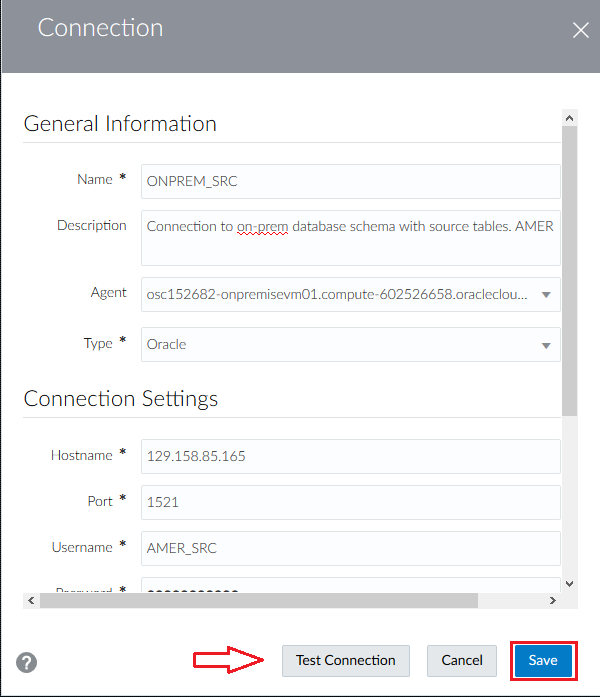 Connection
General Information
Name *
ONPREM_SRC
Description
Connection to on-prem database schema with source tables. AMER
Agent
osc152682-onpremisevm01.compute-602526658.oracleclou...
Type *
Oracle
Connection Settings
Hostname *
129.158.85.165
Port *
1521
Username *
AMER_SRC
Password *
?
Test Connection
Cancel
Save